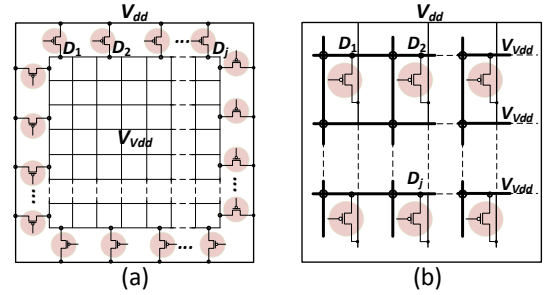 V_dd
D_1 D_2 ... D_j
V_Vdd
...
...
...
(a)
V_dd
D_1 D_2 V_Vdd
V_Vdd
D_j V_Vdd
(b)